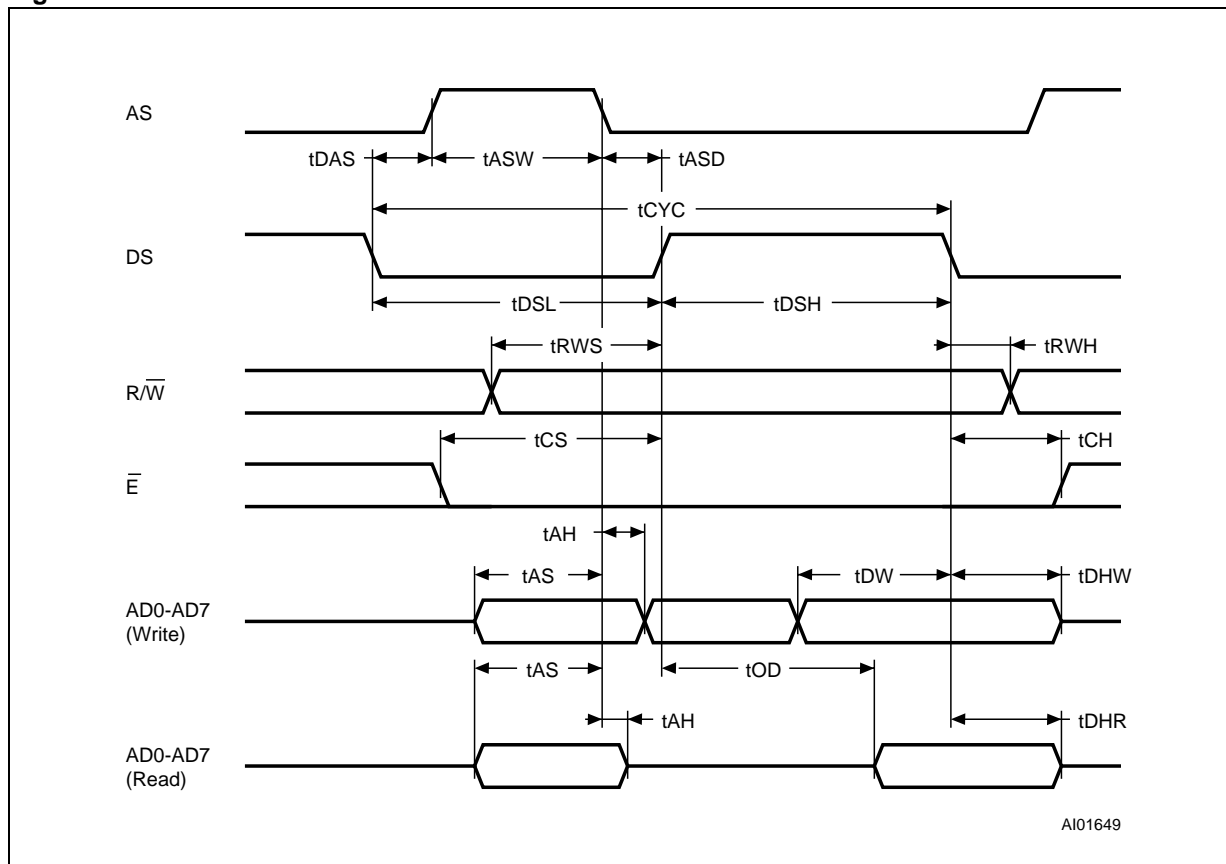 AS
tDAS
tASW
tASD
tCYC
DS
tDSL
tDSH
tRWS
tRWH
R/W̅
tCS
tCH
E̅
tAH
tAS
tDW
tDHW
AD0-AD7
(Write)
tAS
tOD
tAH
tDHR
AD0-AD7
(Read)
AI01649